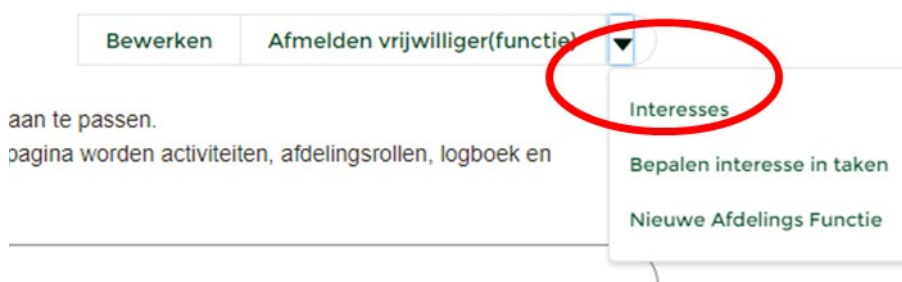 Bewerken
Afmelden vrijwilliger(functie)
Interesses
aan te passen.
pagina worden activiteiten, afdelingsrollen, logboek en
Bepalen interesse in taken
Nieuwe Afdelings Functie